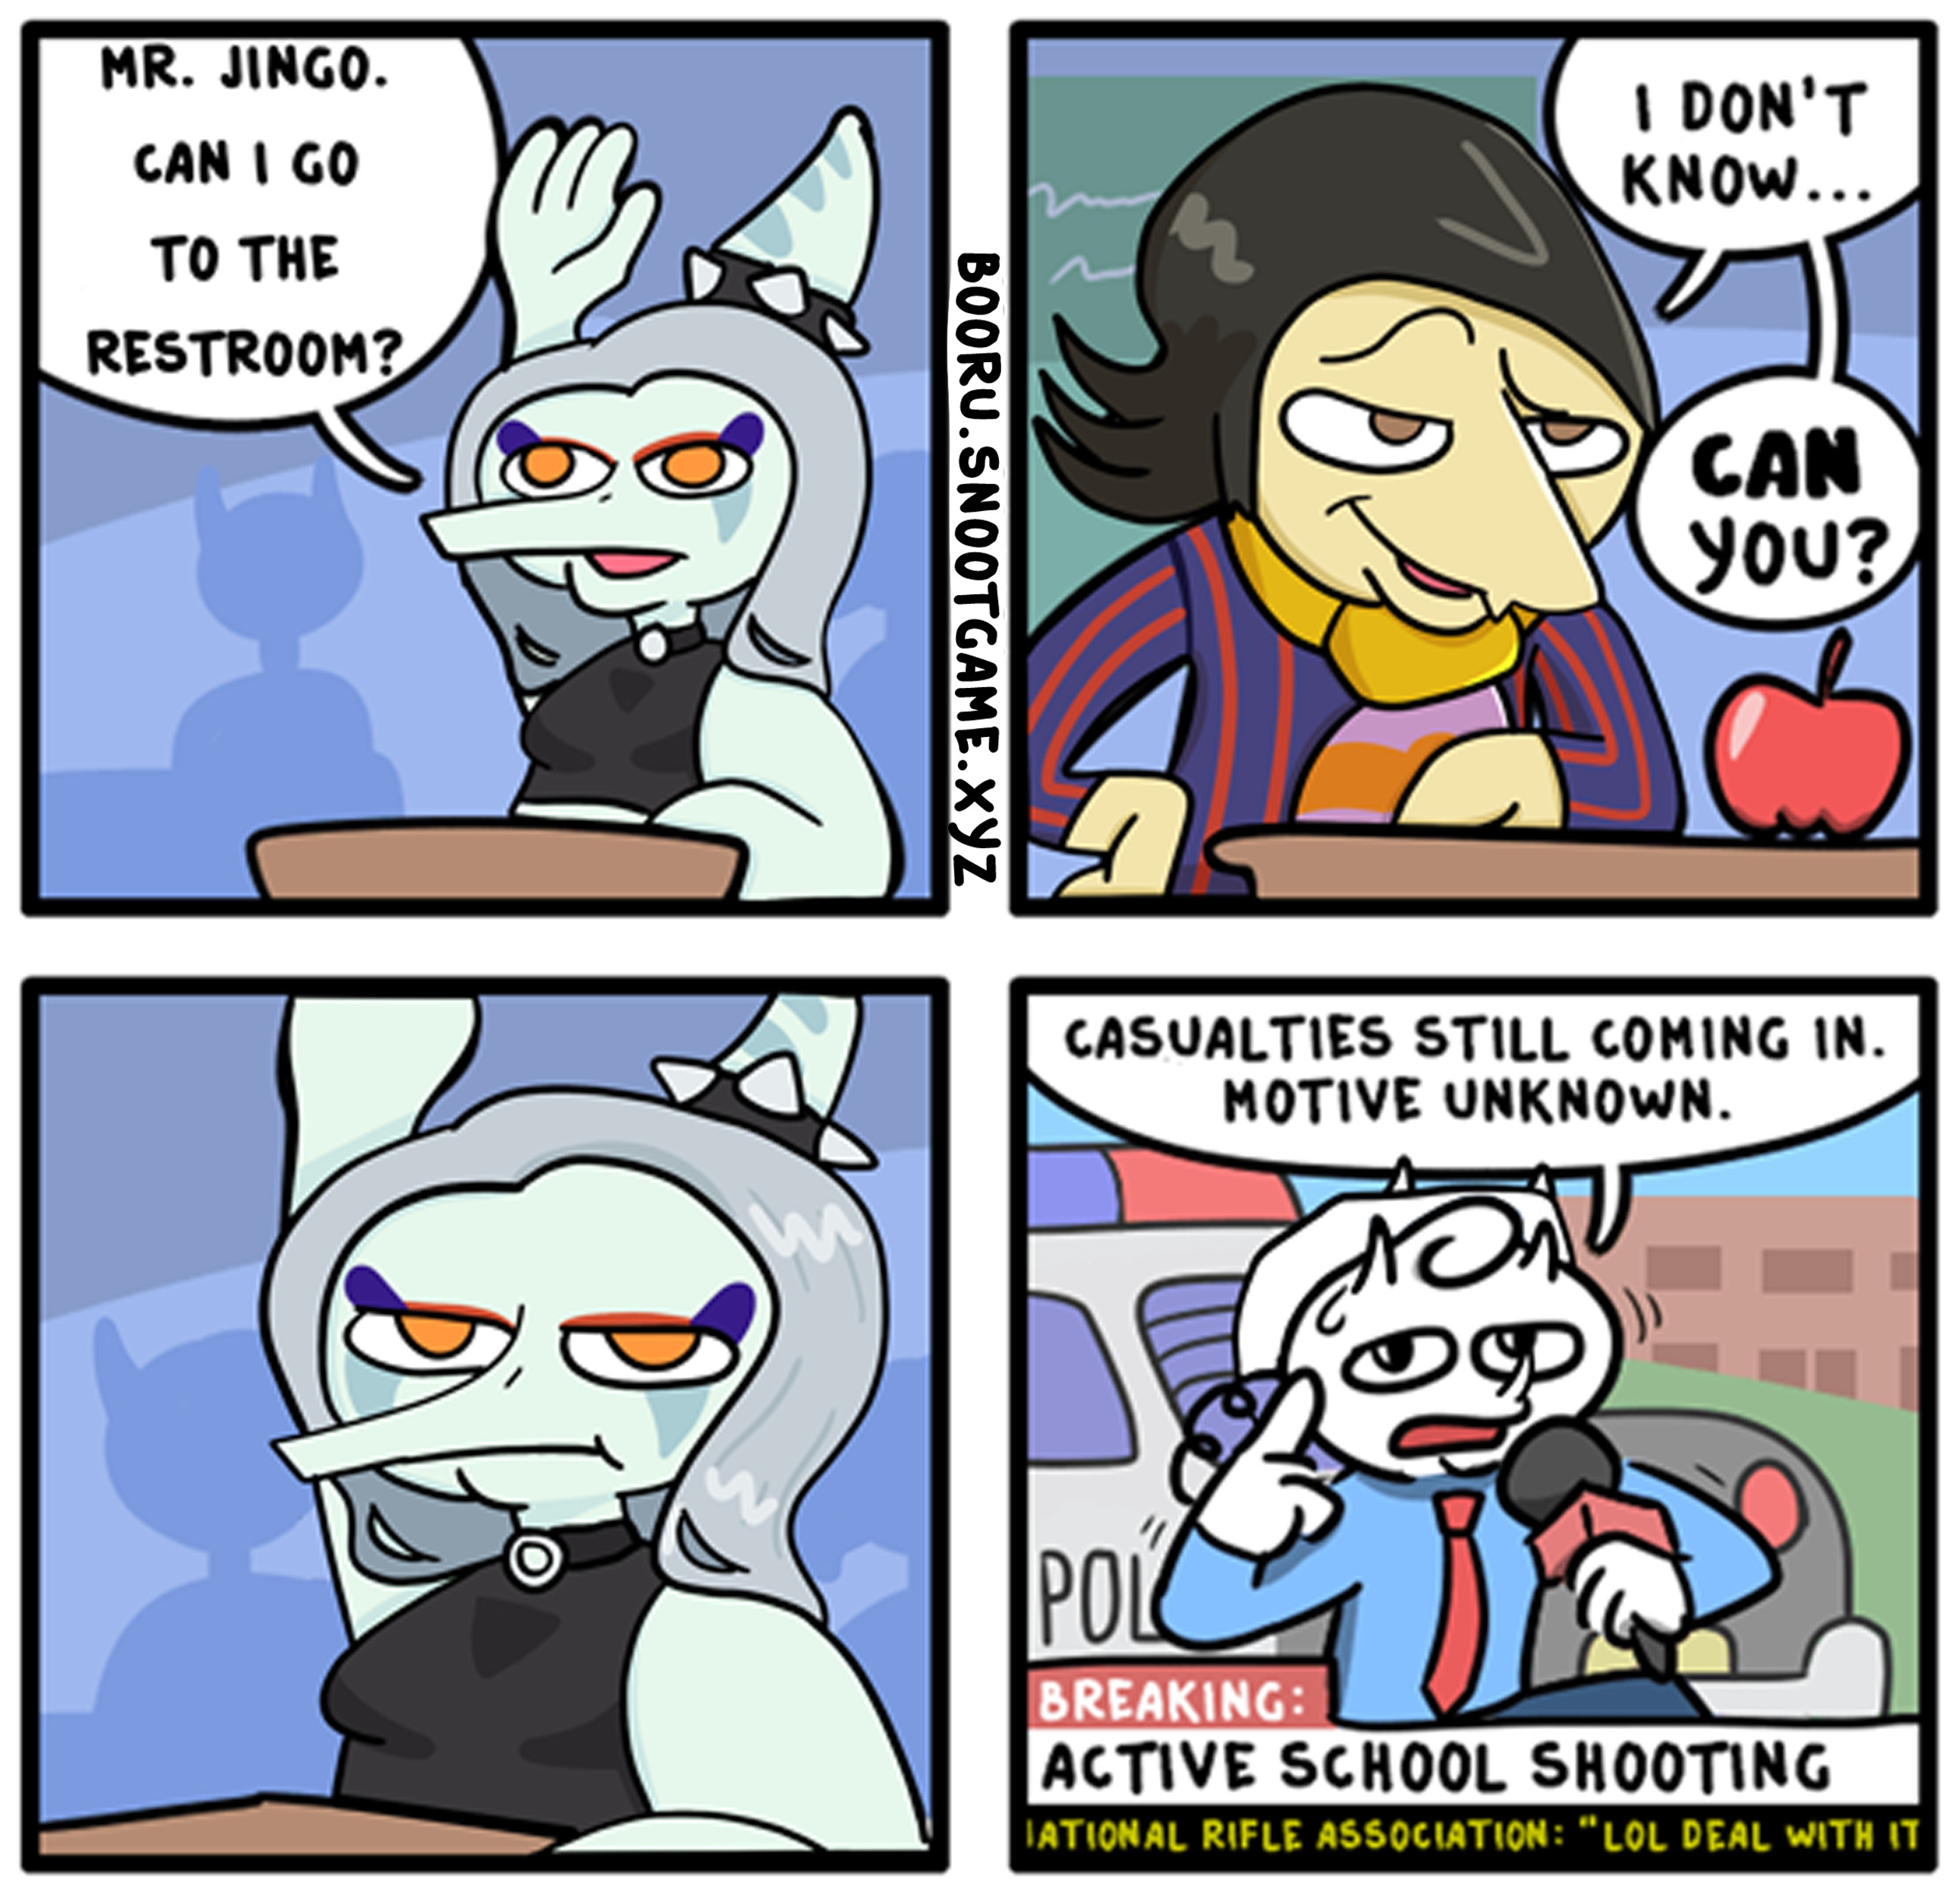 MR. JINGO.
CAN I GO
TO THE
RESTROOM?
I DON'T
KNOW...
CAN
YOU?
BOORU.SNOOTGAME.XYZ
CASUALTIES STILL COMING IN.
MOTIVE UNKNOWN.
POL
BREAKING:
ACTIVE SCHOOL SHOOTING
ATIONAL RIFLE ASSOCIATION: "LOL DEAL WITH IT